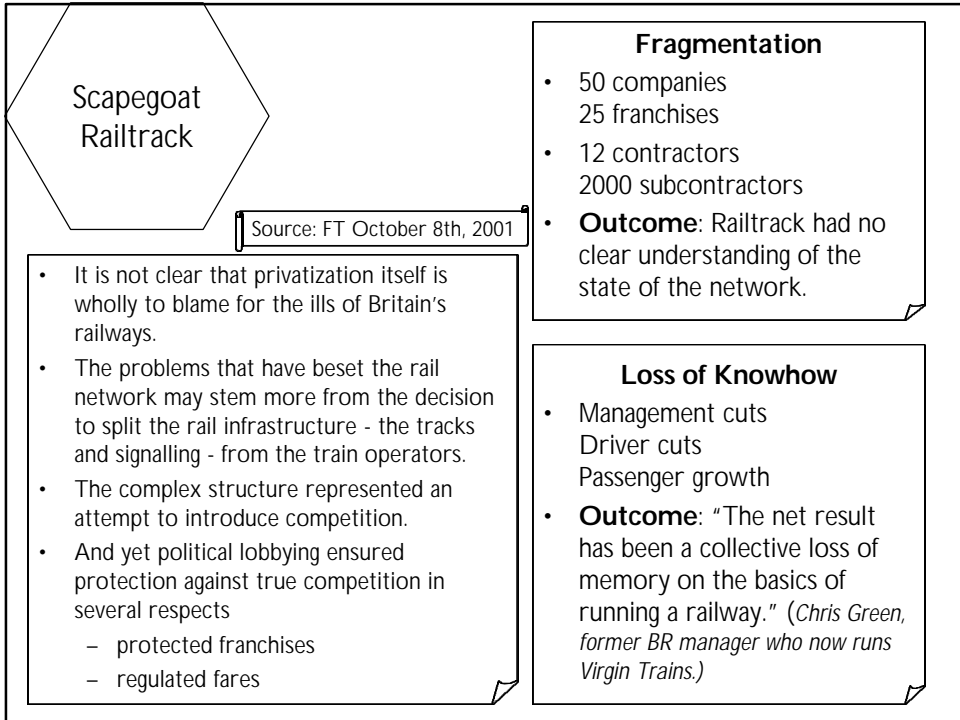 Scapegoat
Railtrack
Source: FT October 8th, 2001
• It is not clear that privatization itself is
wholly to blame for the ills of Britain's
railways.
• The problems that have beset the rail
network may stem more from the decision
to split the rail infrastructure - the tracks
and signalling - from the train operators.
• The complex structure represented an
attempt to introduce competition.
• And yet political lobbying ensured
protection against true competition in
several respects
– protected franchises
– regulated fares
Fragmentation
• 50 companies
25 franchises
• 12 contractors
2000 subcontractors
• Outcome: Railtrack had no
clear understanding of the
state of the network.
Loss of Knowhow
• Management cuts
Driver cuts
Passenger growth
• Outcome: “The net result
has been a collective loss of
memory on the basics of
running a railway.” (Chris Green,
former BR manager who now runs
Virgin Trains.)